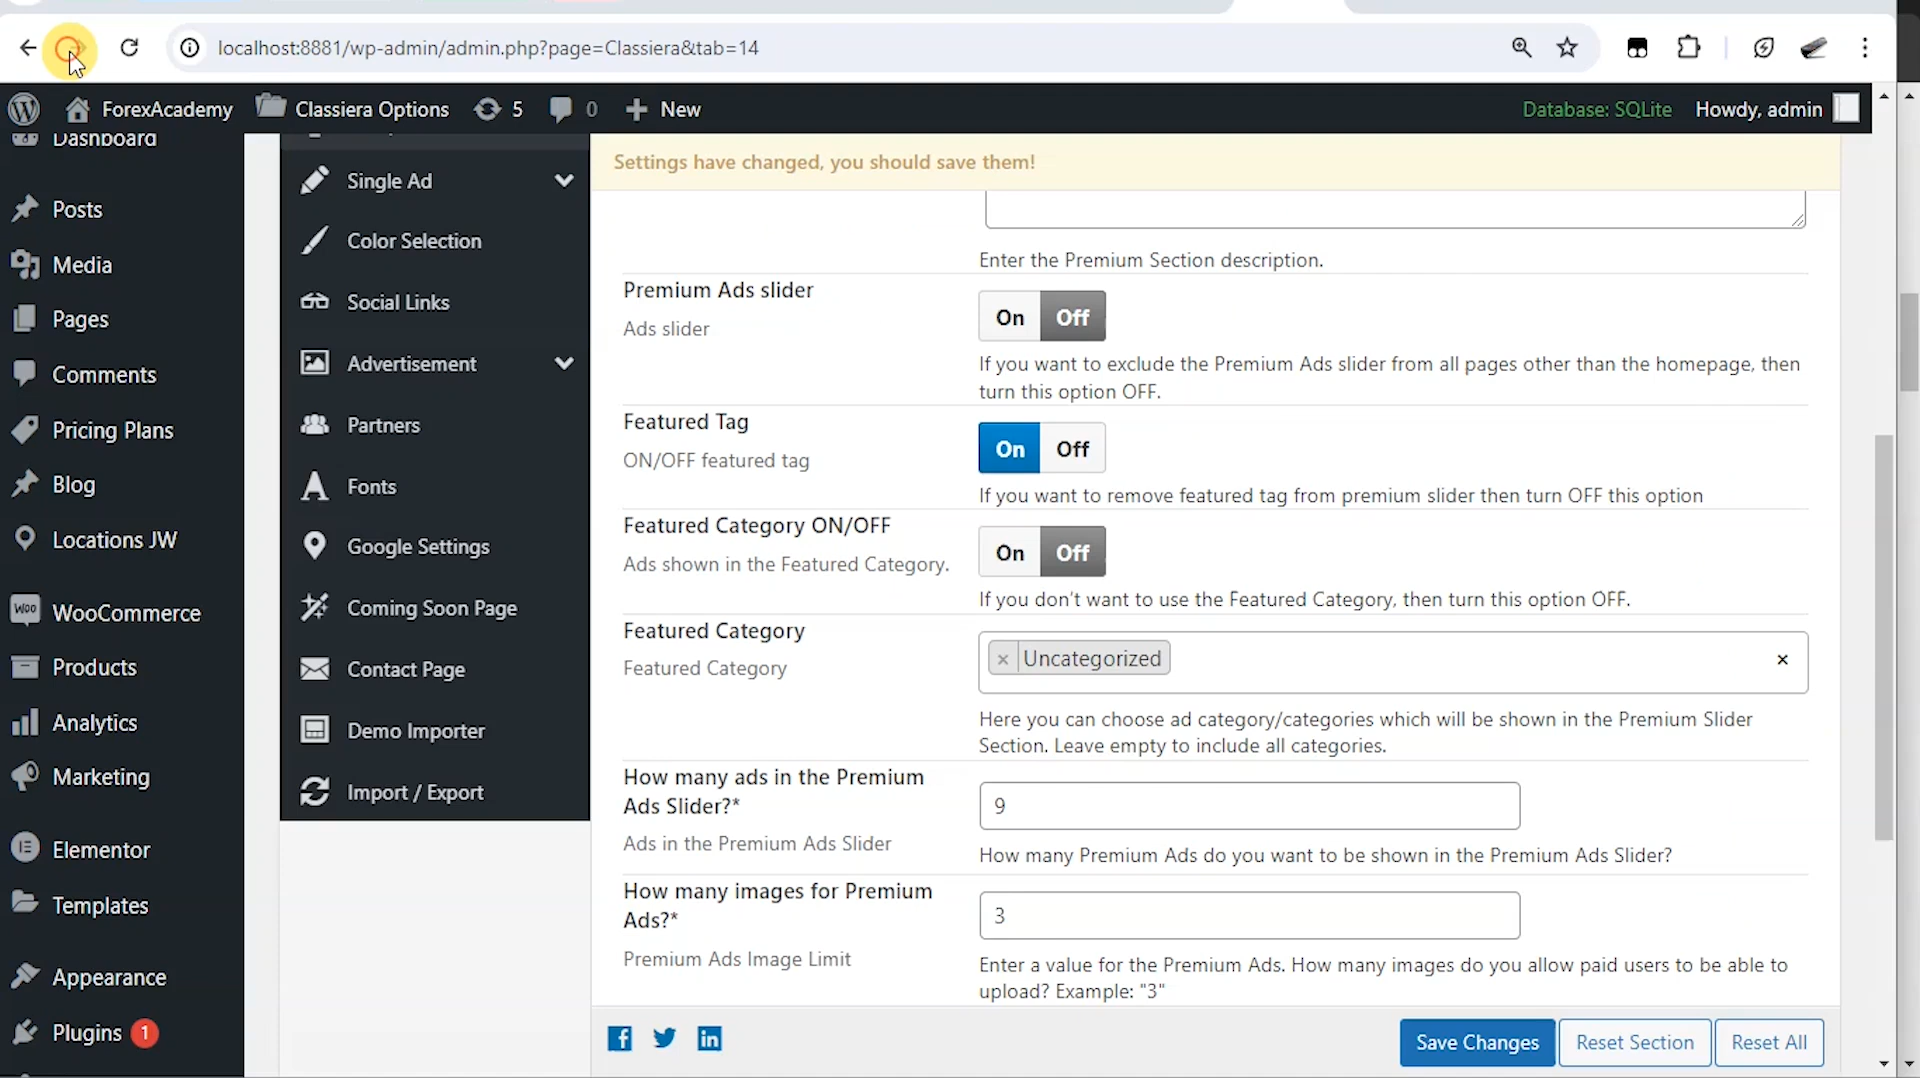 localhost:8881/wp-admin/admin.php?page=Classiera&tab=14
ForexAcademy
Classiera Options
5
0
New
Database: SQLite
Howdy, admin
Dashboard
Posts
Media
Pages
Comments
Pricing Plans
Blog
Locations JW
Woo WooCommerce
Products
Analytics
Marketing
Elementor
Templates
Appearance
Plugins 1
Single Ad
Color Selection
Social Links
Advertisement
Partners
Fonts
Google Settings
Coming Soon Page
Contact Page
Demo Importer
Import / Export
Settings have changed, you should save them!
Enter the Premium Section description.
Premium Ads slider
Ads slider
On Off
If you want to exclude the Premium Ads slider from all pages other than the homepage, then
turn this option OFF.
Featured Tag
ON/OFF featured tag
On Off
If you want to remove featured tag from premium slider then turn OFF this option
Featured Category ON/OFF
Ads shown in the Featured Category.
On Off
If you don't want to use the Featured Category, then turn this option OFF.
Featured Category
Featured Category
× Uncategorized ×
Here you can choose ad category/categories which will be shown in the Premium Slider
Section. Leave empty to include all categories.
How many ads in the Premium
Ads Slider?*
Ads in the Premium Ads Slider
9
How many Premium Ads do you want to be shown in the Premium Ads Slider?
How many images for Premium
Ads?*
Premium Ads Image Limit
3
Enter a value for the Premium Ads. How many images do you allow paid users to be able to
upload? Example: "3"
Save Changes
Reset Section
Reset All